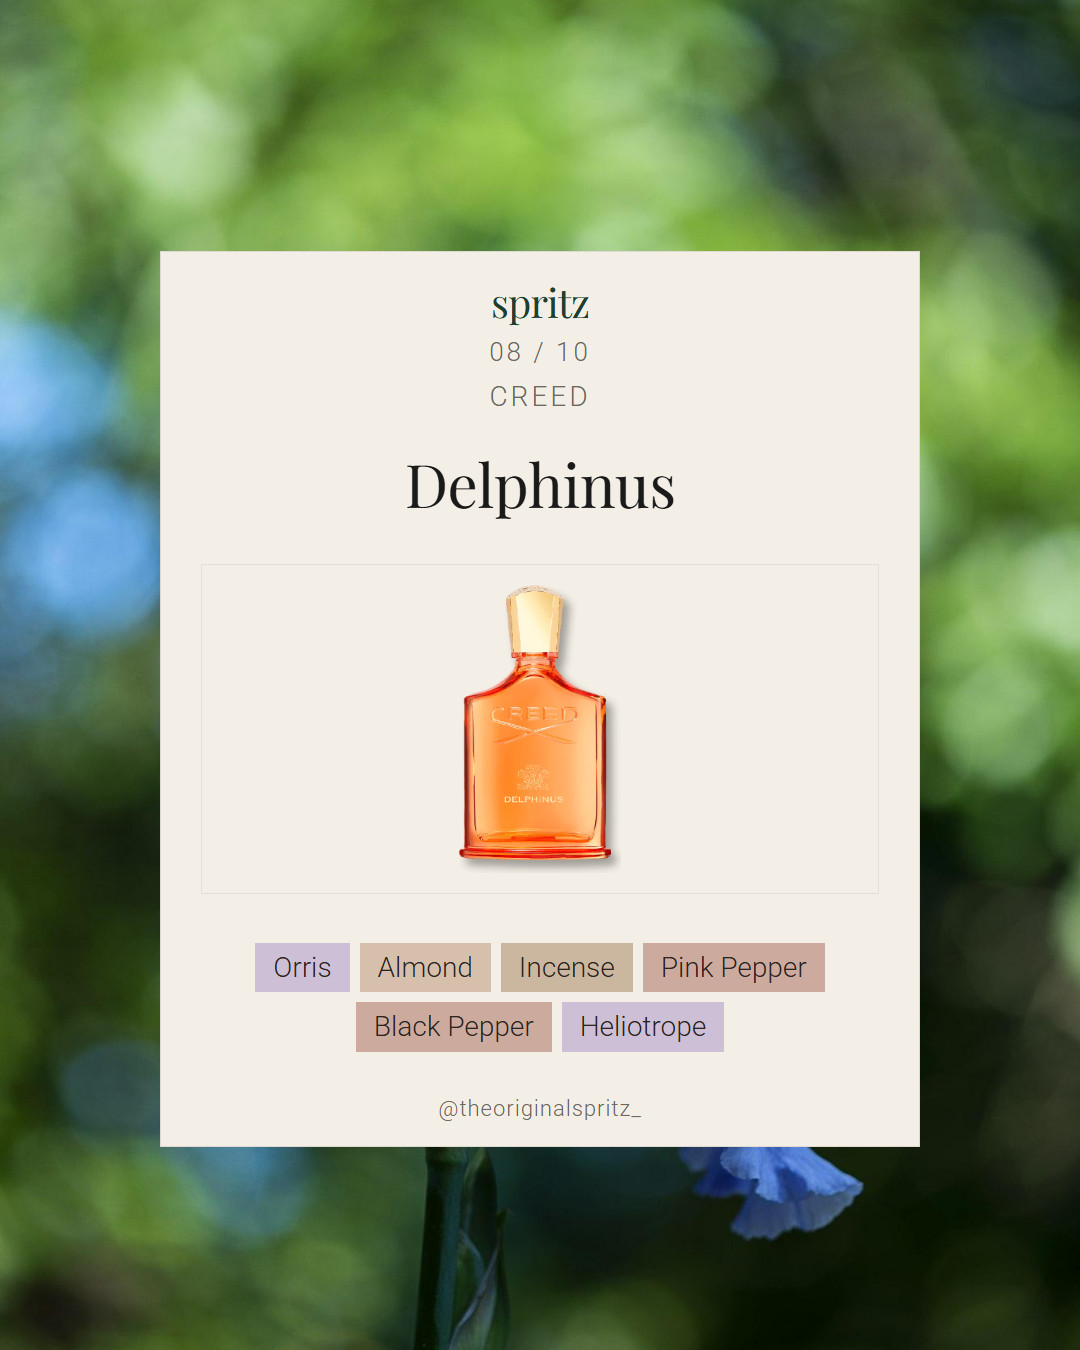 spritz
08 / 10
CREED
Delphinus
CREED
DELPHINUS
Orris Almond Incense Pink Pepper
Black Pepper Heliotrope
@theoriginalspritz_